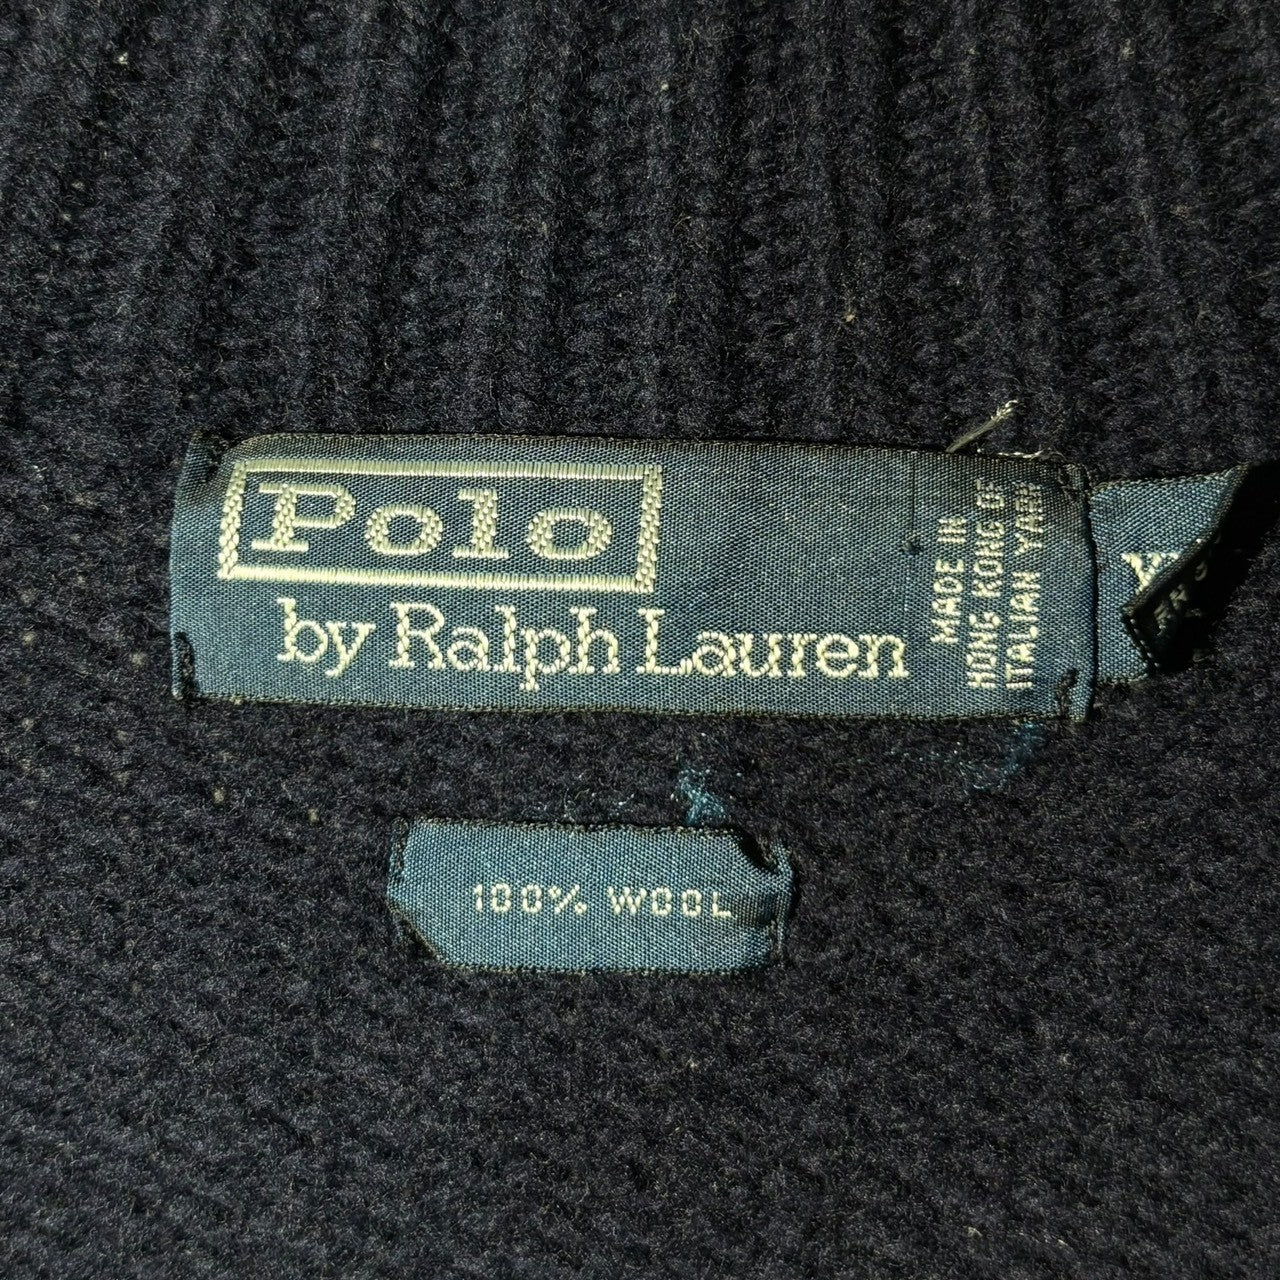 Polo
by Ralph Lauren
MADE IN
HONG KONG OF
ITALIAN YARN
100% WOOL